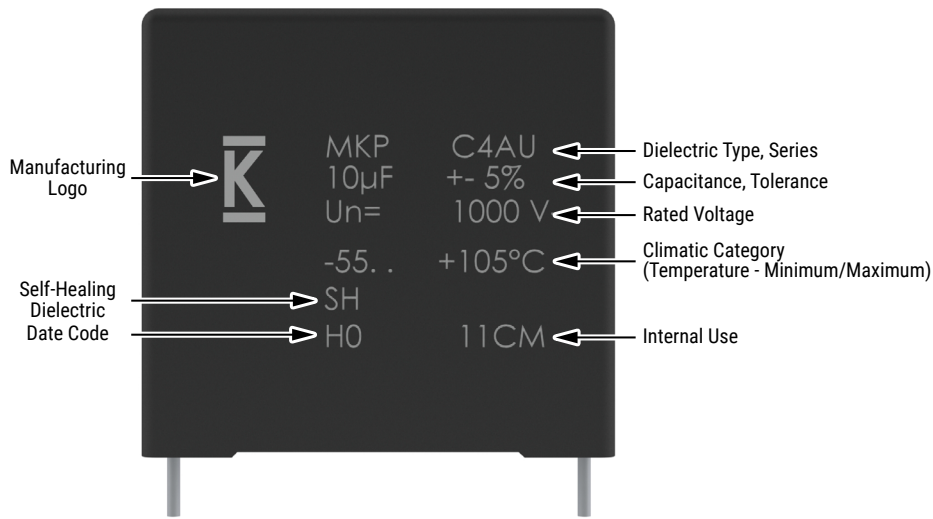 MKP C4AU
10µF +- 5%
Un= 1000 V
-55. . +105°C
SH
H0 11CM
K
Manufacturing
Logo
Self-Healing
Dielectric
Date Code
Dielectric Type, Series
Capacitance, Tolerance
Rated Voltage
Climatic Category
(Temperature - Minimum/Maximum)
Internal Use